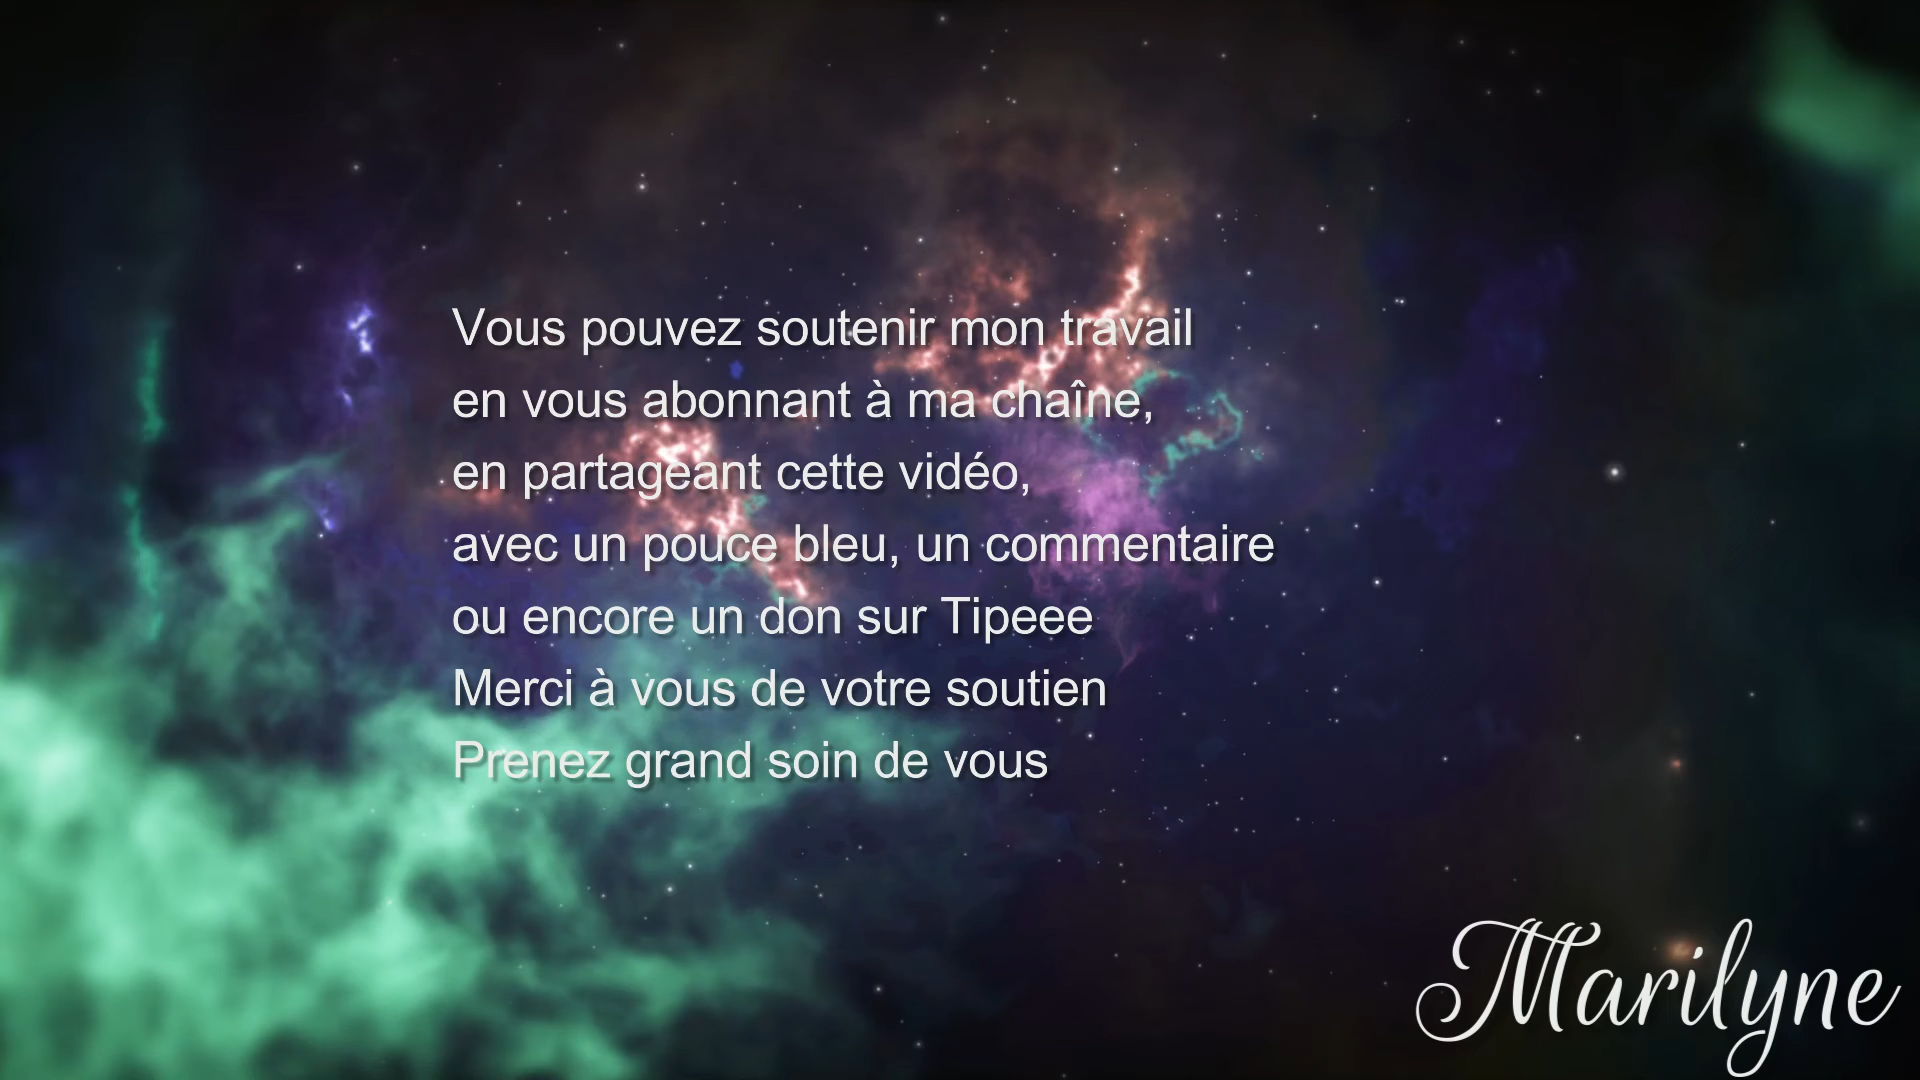 Vous pouvez soutenir mon travail
en vous abonnant à ma chaîne,
en partageant cette vidéo,
avec un pouce bleu, un commentaire
ou encore un don sur Tipeee
Merci à vous de votre soutien
Prenez grand soin de vous
Marilyne